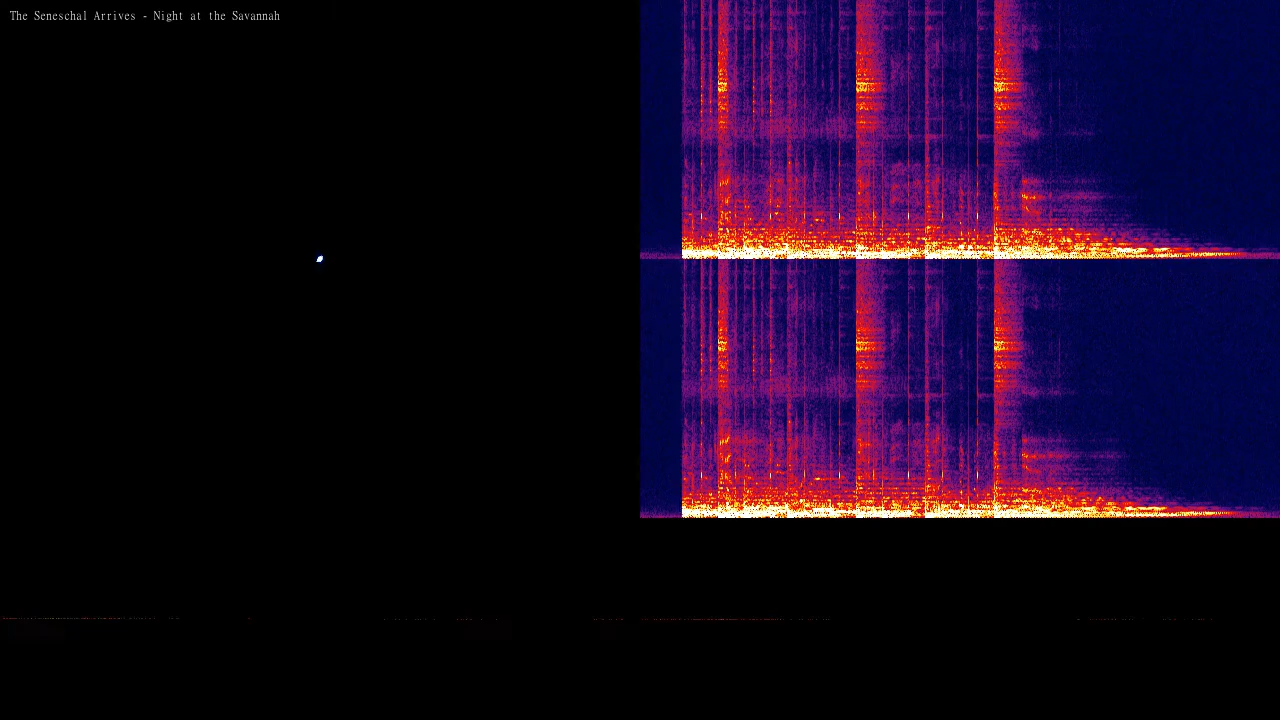 The Seneschal Arrives - Night at the Savannah